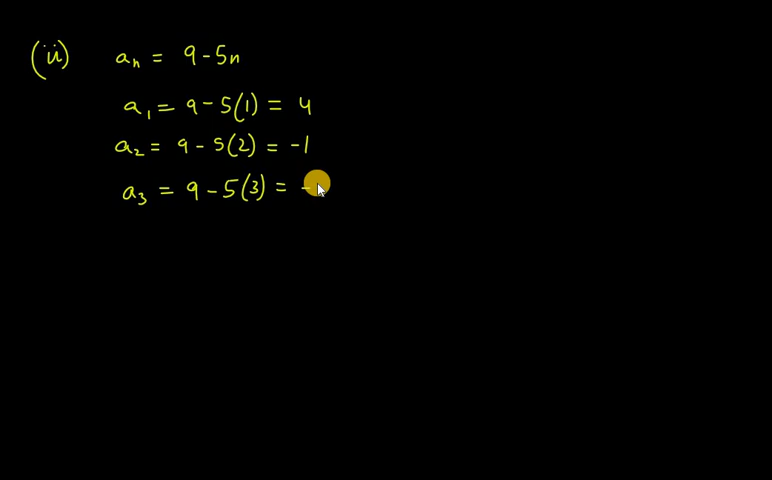 (ii) aₙ = 9 - 5n
a₁ = 9 - 5(1) = 4
a₂ = 9 - 5(2) = -1
a₃ = 9 - 5(3) = -